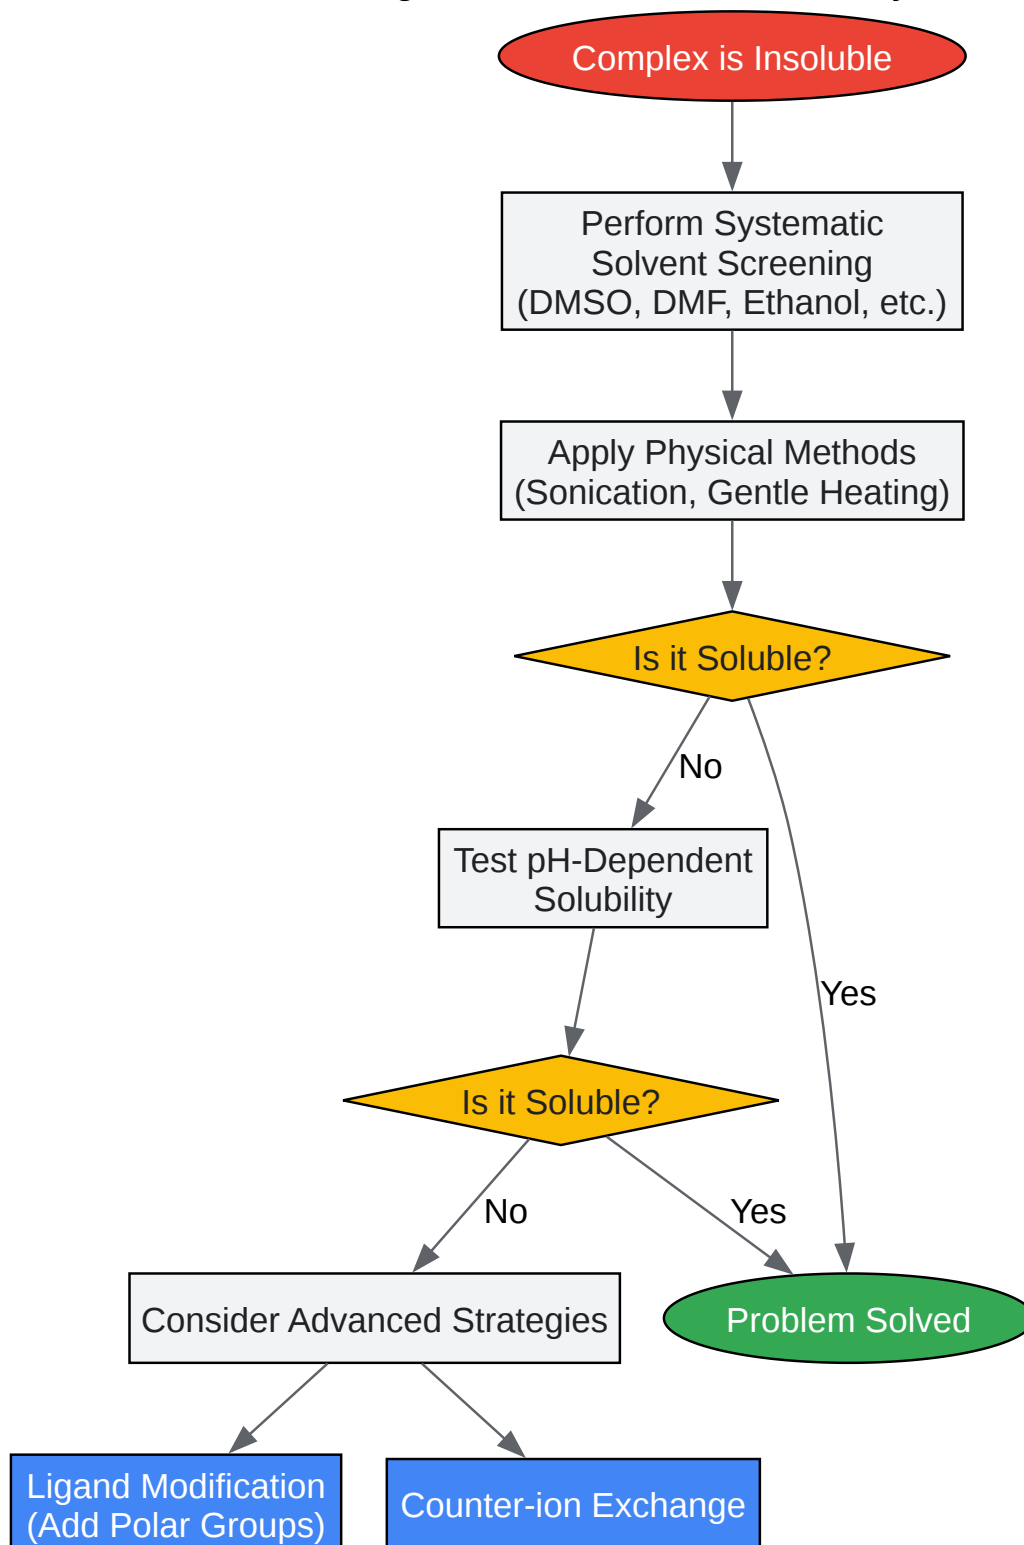 Complex is Insoluble
Perform Systematic
Solvent Screening
(DMSO, DMF, Ethanol, etc.)
Apply Physical Methods
(Sonication, Gentle Heating)
Is it Soluble?
No
Test pH-Dependent
Solubility
Yes
Is it Soluble?
No
Yes
Consider Advanced Strategies
Problem Solved
Ligand Modification
(Add Polar Groups)
Counter-ion Exchange